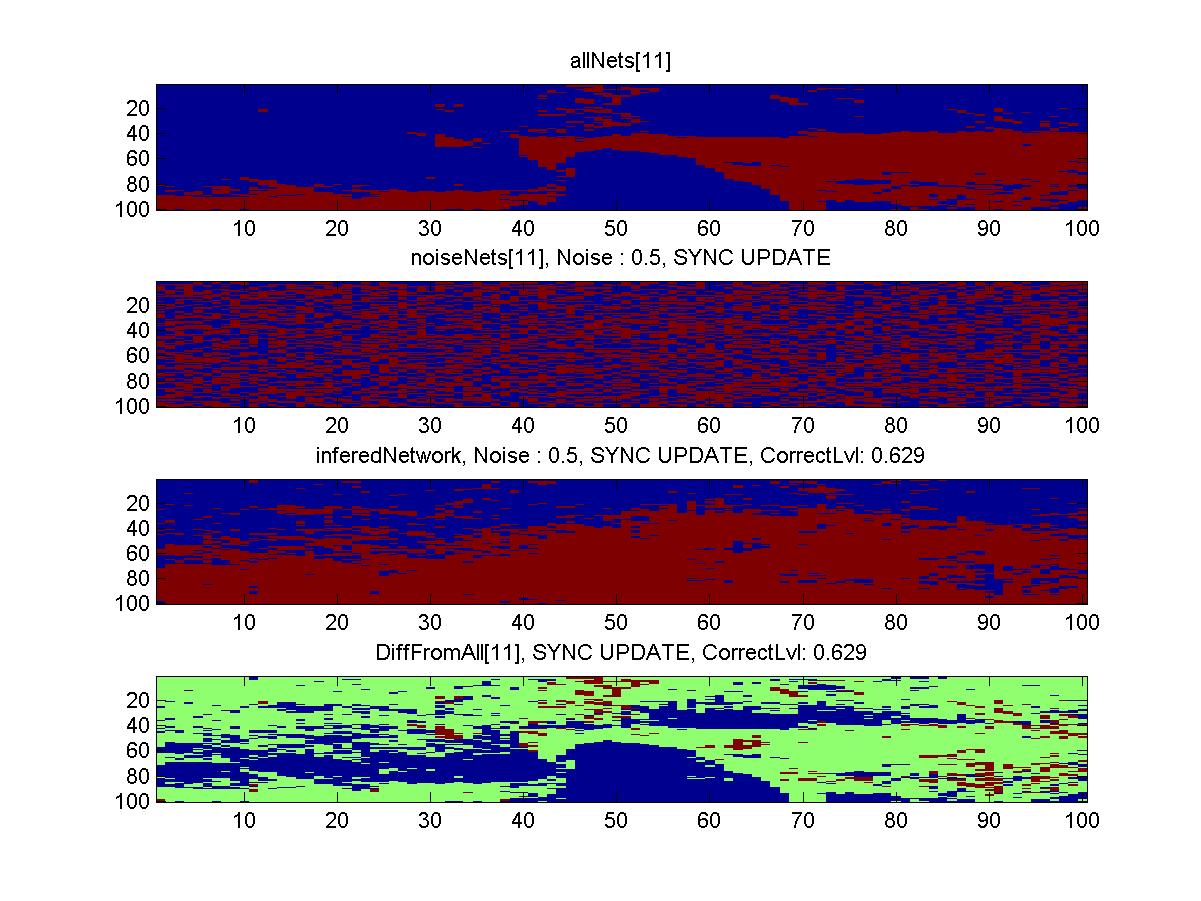 allNets[11]
20
40
60
80
100
10 20 30 40 50 60 70 80 90 100
noiseNets[11], Noise : 0.5, SYNC UPDATE
20
40
60
80
100
10 20 30 40 50 60 70 80 90 100
inferedNetwork, Noise : 0.5, SYNC UPDATE, CorrectLvl: 0.629
20
40
60
80
100
10 20 30 40 50 60 70 80 90 100
DiffFromAll[11], SYNC UPDATE, CorrectLvl: 0.629
20
40
60
80
100
10 20 30 40 50 60 70 80 90 100